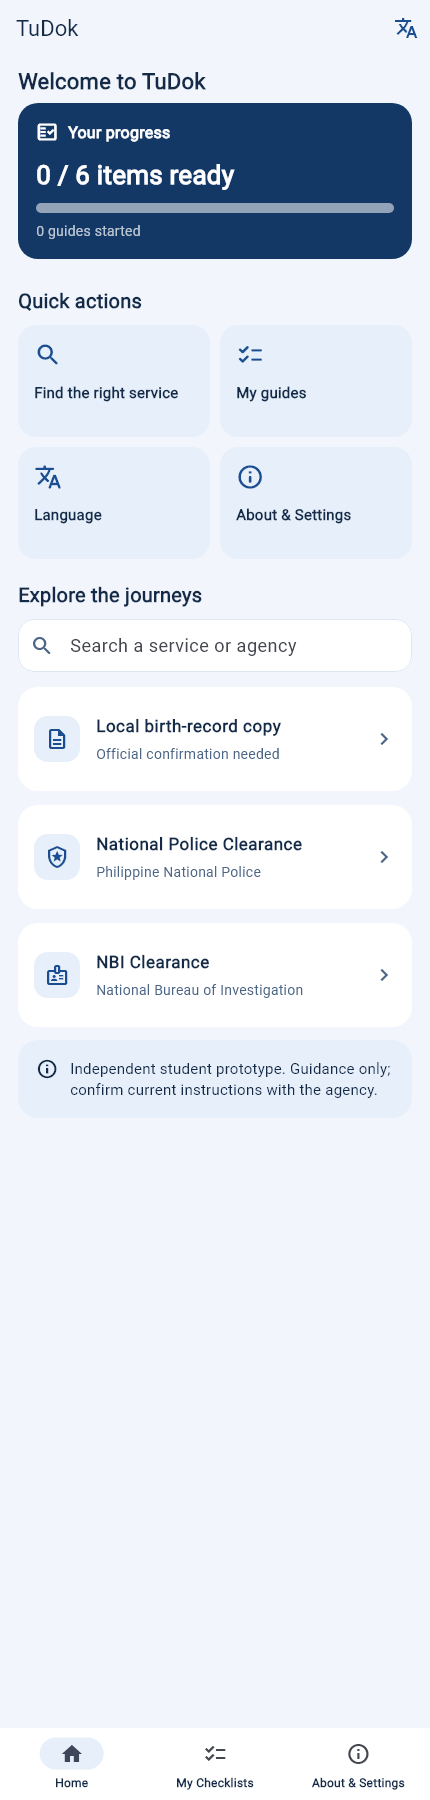 TuDok
Welcome to TuDok
Your progress
0 / 6 items ready
0 guides started
Quick actions
Find the right service
My guides
Language
About & Settings
Explore the journeys
Search a service or agency
Local birth-record copy
Official confirmation needed
National Police Clearance
Philippine National Police
NBI Clearance
National Bureau of Investigation
Independent student prototype. Guidance only;
confirm current instructions with the agency.
Home
My Checklists
About & Settings